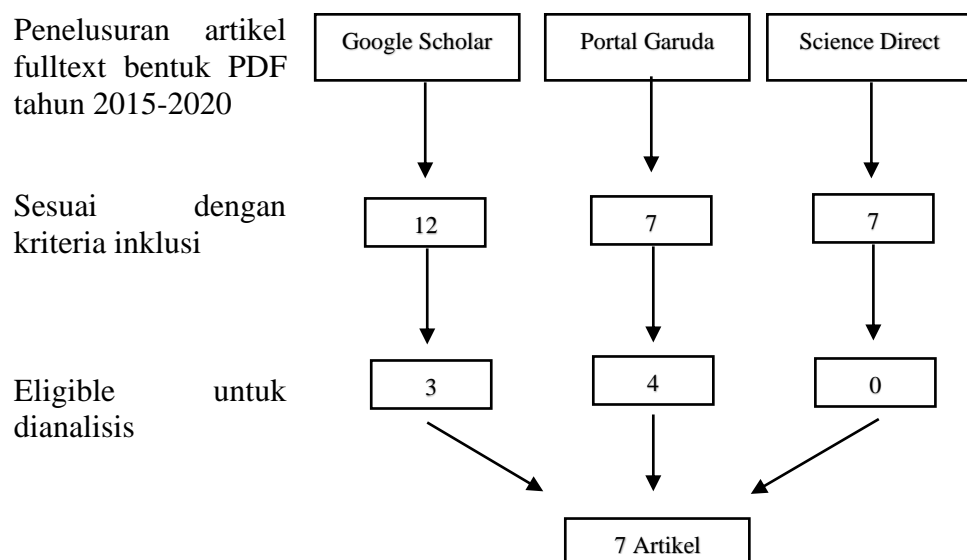 Penelusuran artikel
fulltext bentuk PDF
tahun 2015-2020
Google Scholar
Portal Garuda
Science Direct
Sesuai dengan
kriteria inklusi
12
7
7
Eligible untuk
dianalisis
3
4
0
7 Artikel